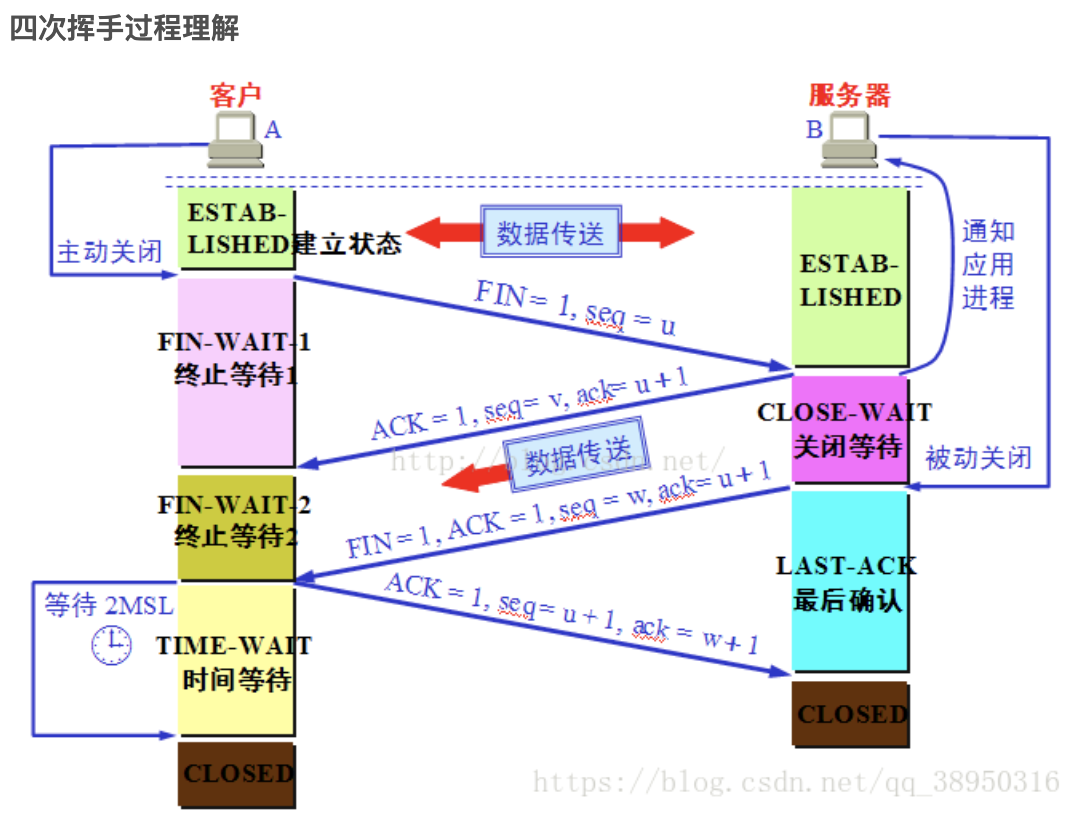 四次挥手过程理解
客户
服务器
A
B
ESTAB-
LISHED建立状态
数据传送
主动关闭
ESTAB-
LISHED
通知
应用
进程
FIN = 1, seq = u
FIN-WAIT-1
终止等待1
ACK = 1, seq = v, ack = u + 1
CLOSE-WAIT
关闭等待
http://blog.csdn.net/
数据传送
被动关闭
FIN-WAIT-2
终止等待2
FIN = 1, ACK = 1, seq = w, ack = u + 1
ACK = 1, seq = u + 1, ack = w + 1
LAST-ACK
最后确认
等待 2MSL
TIME-WAIT
时间等待
CLOSED
CLOSED
https://blog.csdn.net/qq_38950316